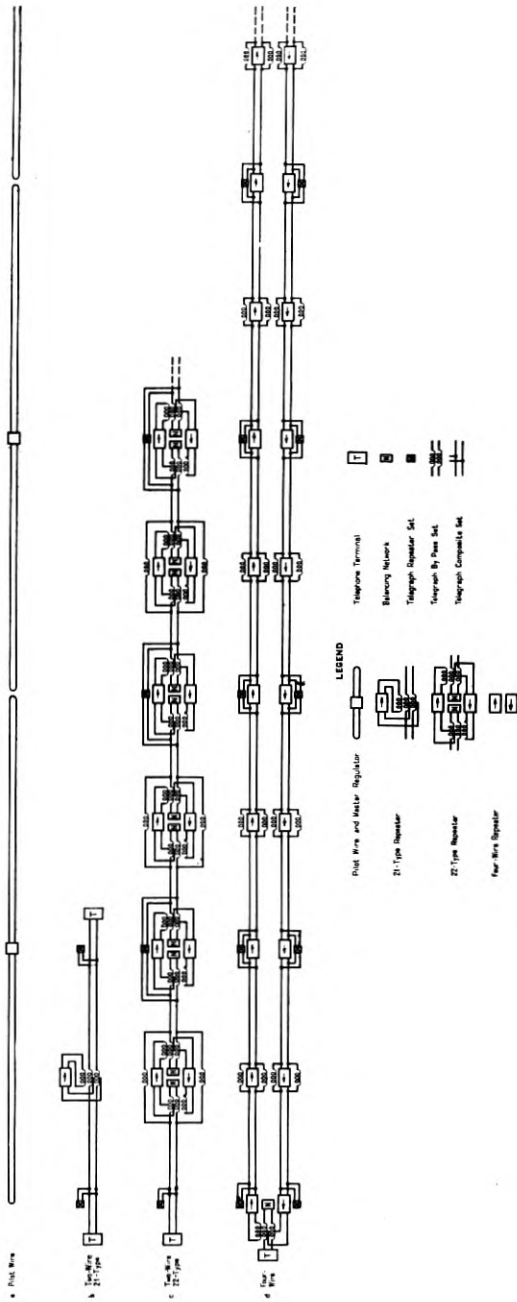 a Pilot Wire
b Two-Wire
21-Type
c Two-Wire
22-Type
d Four-
Wire
T
T
T
T
N
LEGEND
Pilot Wire and Master Regulator
21-Type Repeater
22-Type Repeater
Four-Wire Repeater
Telephone Terminal
T
Balancing Network
N
Telegraph Repeater Set
Telegraph By Pass Set
Telegraph Composite Set